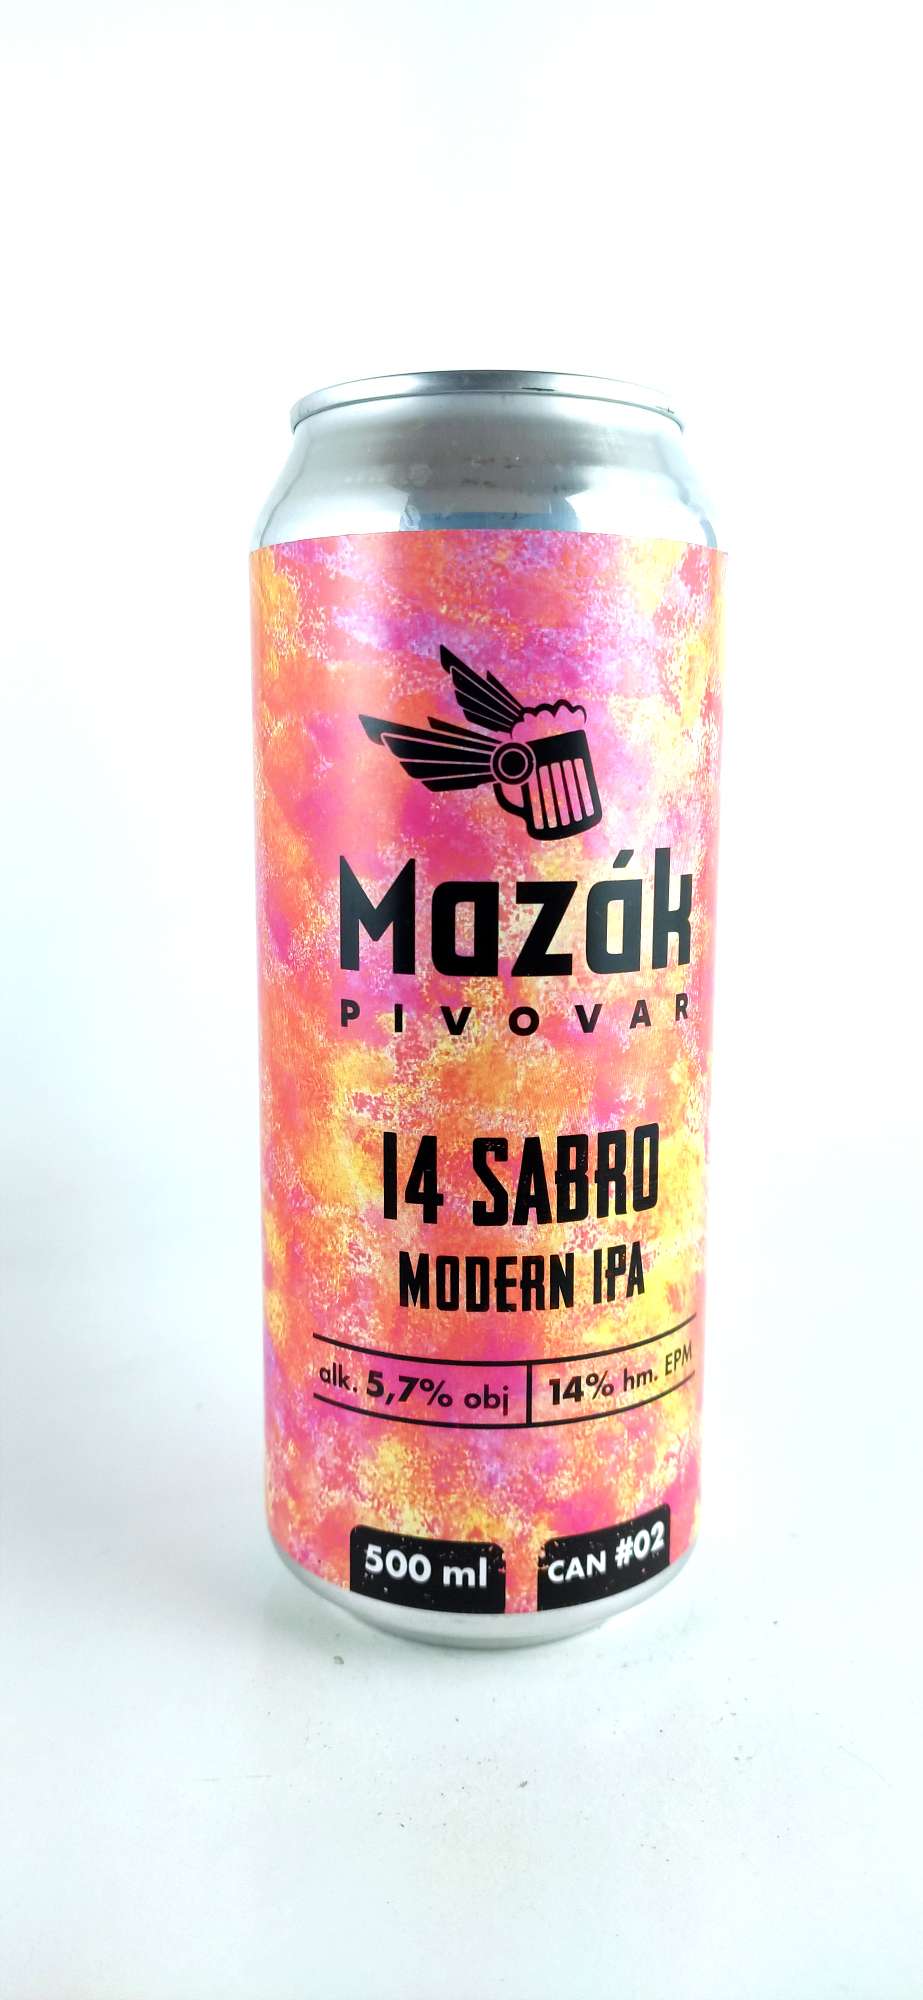 Mazák
PIVOVAR
14 SABRO
MODERN IPA
alk. 5,7% obj 14% hm. EPM
500 ml CAN #02